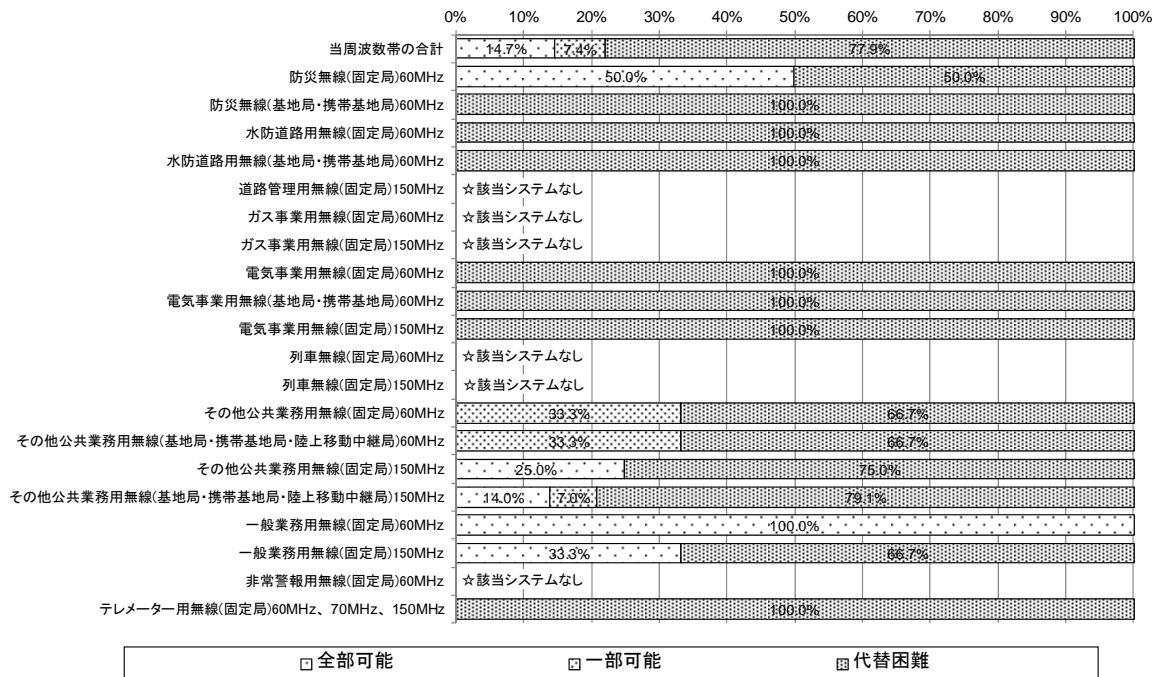 0% 10% 20% 30% 40% 50% 60% 70% 80% 90% 100%
当周波数帯の合計 14.7% 7.4% 77.9%
防災無線(固定局)60MHz 50.0% 50.0%
防災無線(基地局・携帯基地局)60MHz 100.0%
水防道路用無線(固定局)60MHz 100.0%
水防道路用無線(基地局・携帯基地局)60MHz 100.0%
道路管理用無線(固定局)150MHz ☆該当システムなし
ガス事業用無線(固定局)60MHz ☆該当システムなし
ガス事業用無線(固定局)150MHz ☆該当システムなし
電気事業用無線(固定局)60MHz 100.0%
電気事業用無線(基地局・携帯基地局)60MHz 100.0%
電気事業用無線(固定局)150MHz 100.0%
列車無線(固定局)60MHz ☆該当システムなし
列車無線(固定局)150MHz ☆該当システムなし
その他公共業務用無線(固定局)60MHz 33.3% 66.7%
その他公共業務用無線(基地局・携帯基地局・陸上移動中継局)60MHz 33.3% 66.7%
その他公共業務用無線(固定局)150MHz 25.0% 75.0%
その他公共業務用無線(基地局・携帯基地局・陸上移動中継局)150MHz 14.0% 7.0% 79.1%
一般業務用無線(固定局)60MHz 100.0%
一般業務用無線(固定局)150MHz 33.3% 66.7%
非常警報用無線(固定局)60MHz ☆該当システムなし
テレメーター用無線(固定局)60MHz、70MHz、150MHz 100.0%
全部可能 一部可能 代替困難